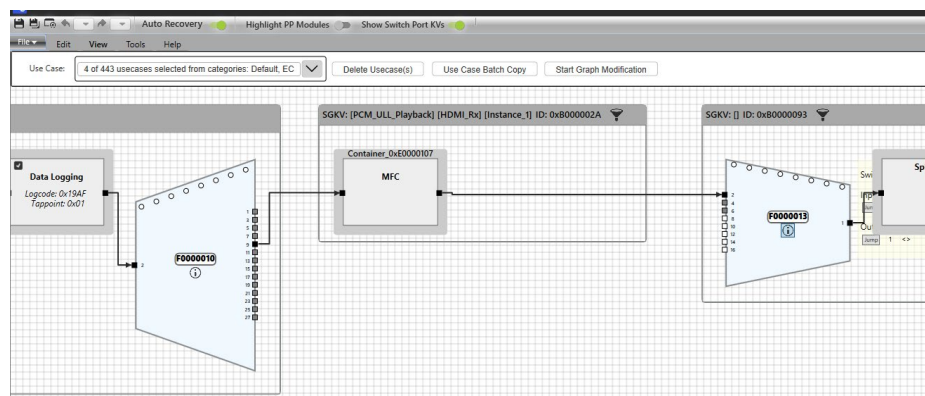 Auto Recovery Highlight PP Modules Show Switch Port KVs
File Edit View Tools Help
Use Case: 4 of 443 usecases selected from categories: Default, EC Delete Usecase(s) Use Case Batch Copy Start Graph Modification
SGKV: [PCM_ULL_Playback] [HDMI_Rx] [Instance_1] ID: 0xB000002A
SGKV: [] ID: 0xB0000093
Data Logging
Logcode: 0x19AF
Tappoint: 0x01
2
F0000010
i
1
3
5
7
9
11
13
15
17
19
21
23
25
27
Container_0xE0000107
MFC
2
4
6
8
10
12
14
16
F0000013
i
1
Swi
Inp
Out
Jump 1 <>
Sp